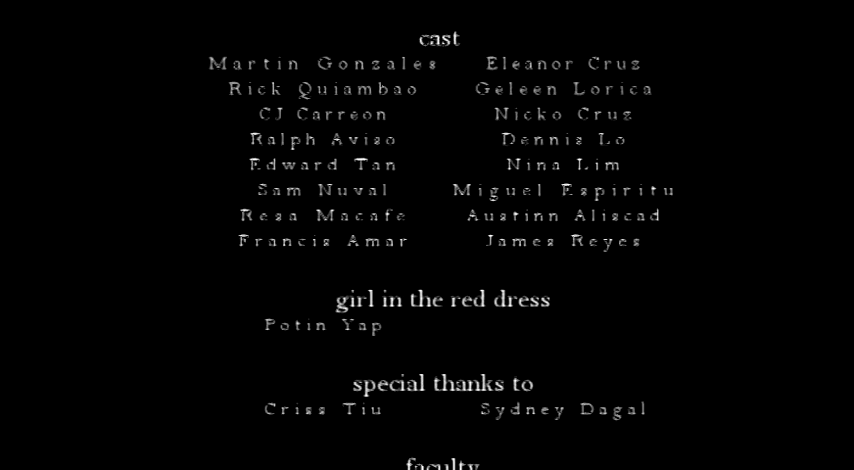 cast
Martin Gonzales Eleanor Cruz
Rick Quiambao Geleen Lorica
CJ Carreon Nicko Cruz
Ralph Aviso Dennis Lo
Edward Tan Nina Lim
Sam Nuval Miguel Espiritu
Resa Macafe Austinn Aliscad
Francis Amar James Reyes
girl in the red dress
Potin Yap
special thanks to
Criss Tiu Sydney Dagal
faculty